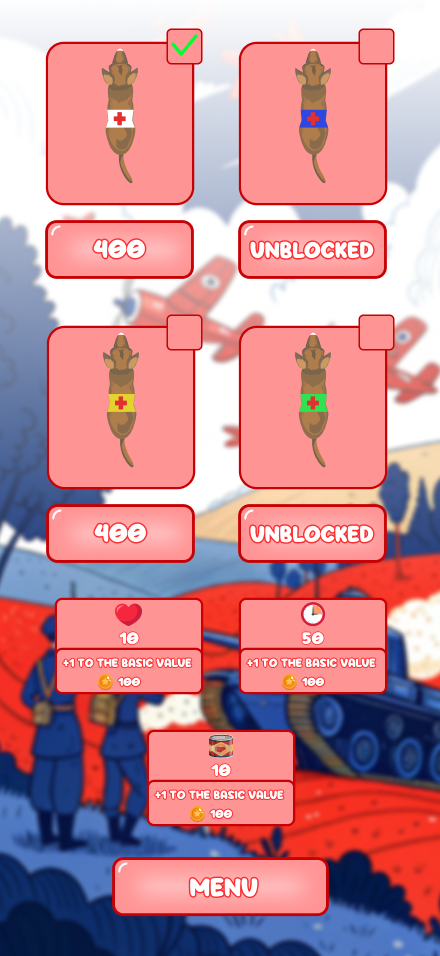 400
UNBLOCKED
400
UNBLOCKED
10
50
+1 TO THE BASIC VALUE
+1 TO THE BASIC VALUE
100
100
10
+1 TO THE BASIC VALUE
100
MENU